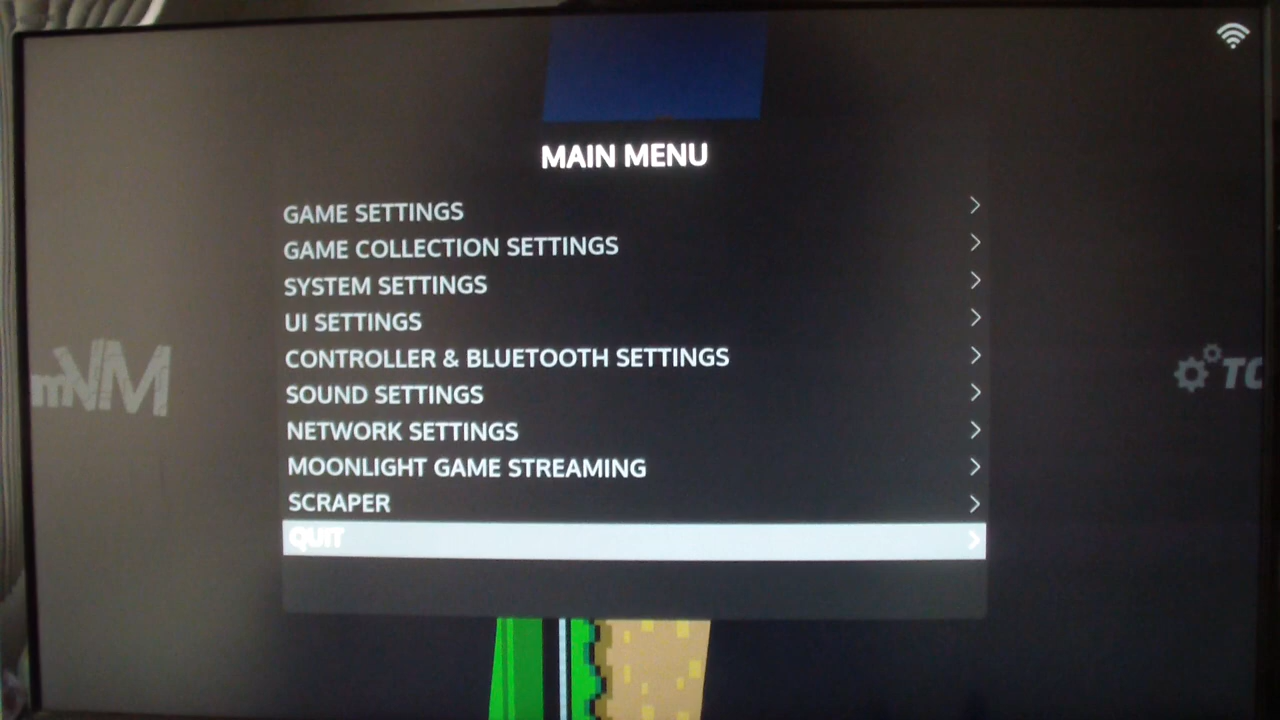 MAIN MENU
GAME SETTINGS
GAME COLLECTION SETTINGS
SYSTEM SETTINGS
UI SETTINGS
CONTROLLER & BLUETOOTH SETTINGS
SOUND SETTINGS
NETWORK SETTINGS
MOONLIGHT GAME STREAMING
SCRAPER
QUIT